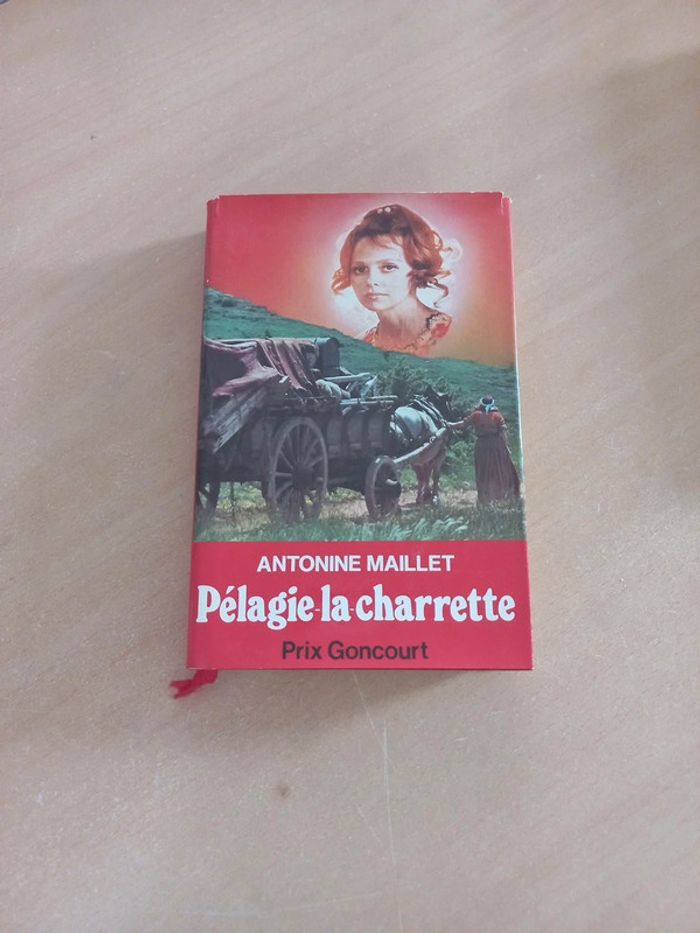 ANTONINE MAILLET
Pélagie-la-charrette
Prix Goncourt